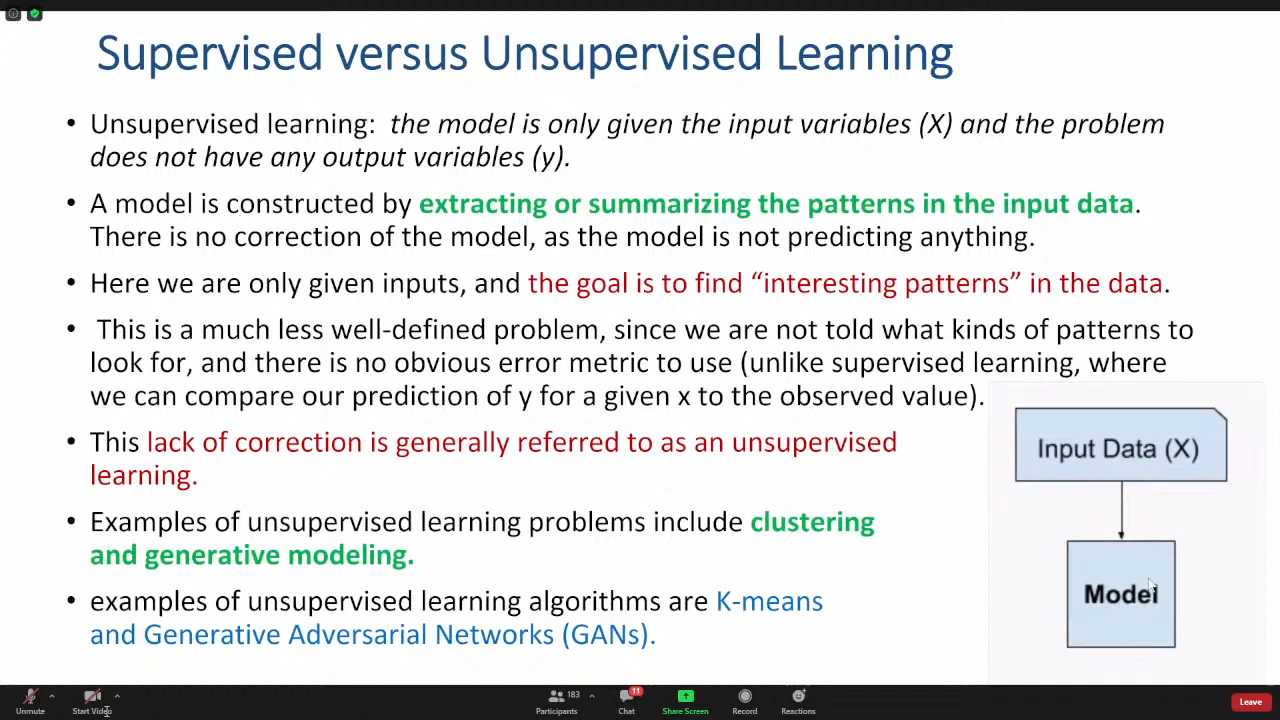 Supervised versus Unsupervised Learning
• Unsupervised learning:  the model is only given the input variables (X) and the problem
does not have any output variables (y).
• A model is constructed by extracting or summarizing the patterns in the input data.
There is no correction of the model, as the model is not predicting anything.
• Here we are only given inputs, and the goal is to find “interesting patterns” in the data.
• This is a much less well-defined problem, since we are not told what kinds of patterns to
look for, and there is no obvious error metric to use (unlike supervised learning, where
we can compare our prediction of y for a given x to the observed value).
• This lack of correction is generally referred to as an unsupervised
learning.
• Examples of unsupervised learning problems include clustering
and generative modeling.
• examples of unsupervised learning algorithms are K-means
and Generative Adversarial Networks (GANs).
Input Data (X)
Model
Unmute
Start Video
183
Participants
11
Chat
Share Screen
Record
Reactions
Leave